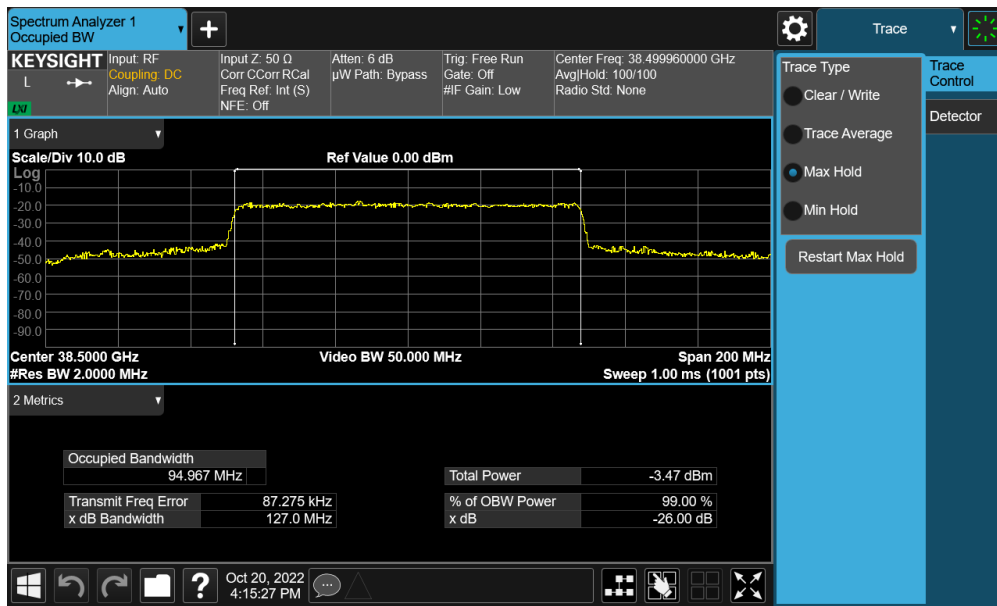 Spectrum Analyzer 1
Occupied BW
+
Trace
KEYSIGHT
L
LXI
Input: RF
Coupling: DC
Align: Auto
Input Z: 50 Ω
Corr CCorr RCal
Freq Ref: Int (S)
NFE: Off
Atten: 6 dB
µW Path: Bypass
Trig: Free Run
Gate: Off
#IF Gain: Low
Center Freq: 38.499960000 GHz
Avg|Hold: 100/100
Radio Std: None
Trace Type
Clear / Write
Trace Average
Max Hold
Min Hold
Restart Max Hold
Trace
Control
Detector
1 Graph
Scale/Div 10.0 dB
Ref Value 0.00 dBm
Log
-10.0
-20.0
-30.0
-40.0
-50.0
-60.0
-70.0
-80.0
-90.0
Center 38.5000 GHz
Video BW 50.000 MHz
Span 200 MHz
#Res BW 2.0000 MHz
Sweep 1.00 ms (1001 pts)
2 Metrics
Occupied Bandwidth
94.967 MHz
Total Power -3.47 dBm
Transmit Freq Error 87.275 kHz
% of OBW Power 99.00 %
x dB Bandwidth 127.0 MHz
x dB -26.00 dB
?
Oct 20, 2022
4:15:27 PM